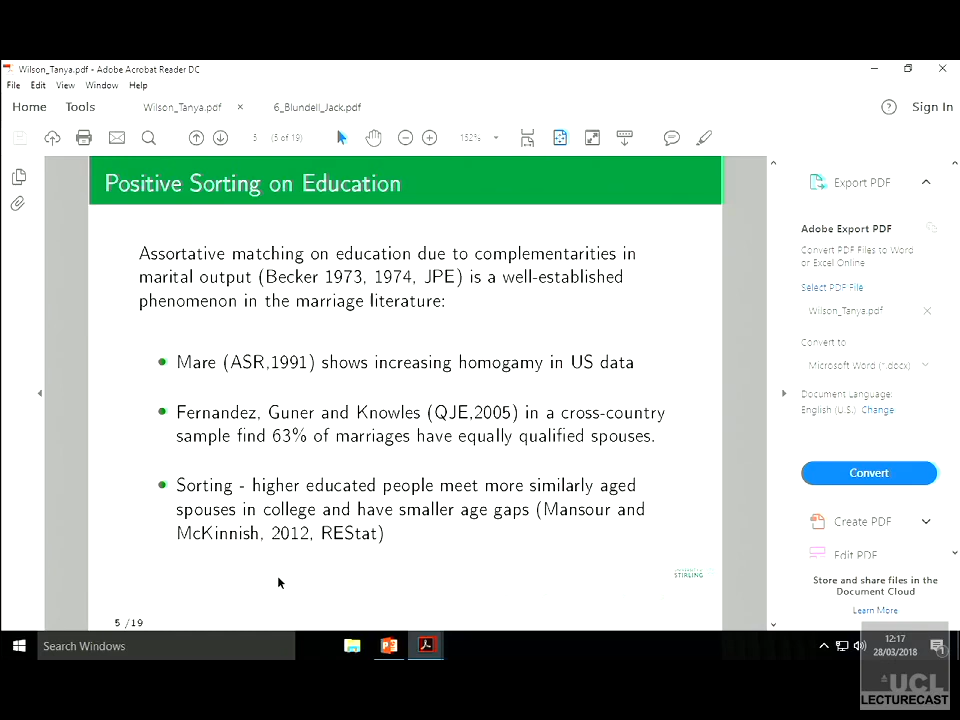 Wilson_Tanya.pdf - Adobe Acrobat Reader DC
File Edit View Window Help
Home Tools Wilson_Tanya.pdf × 6_Blundell_Jack.pdf ? Sign In
5 (5 of 19) 152%
Positive Sorting on Education
Assortative matching on education due to complementarities in
marital output (Becker 1973, 1974, JPE) is a well-established
phenomenon in the marriage literature:
Mare (ASR,1991) shows increasing homogamy in US data
Fernandez, Guner and Knowles (QJE,2005) in a cross-country
sample find 63% of marriages have equally qualified spouses.
Sorting - higher educated people meet more similarly aged
spouses in college and have smaller age gaps (Mansour and
McKinnish, 2012, REStat)
STIRLING
5 /19
Export PDF
Adobe Export PDF
Convert PDF Files to Word
or Excel Online
Select PDF File
Wilson_Tanya.pdf
Convert to
Microsoft Word (*.docx)
Document Language:
English (U.S.) Change
Convert
Create PDF
Edit PDF
Store and share files in the
Document Cloud
Learn More
Search Windows
12:17
28/03/2018
UCL
LECTURECAST